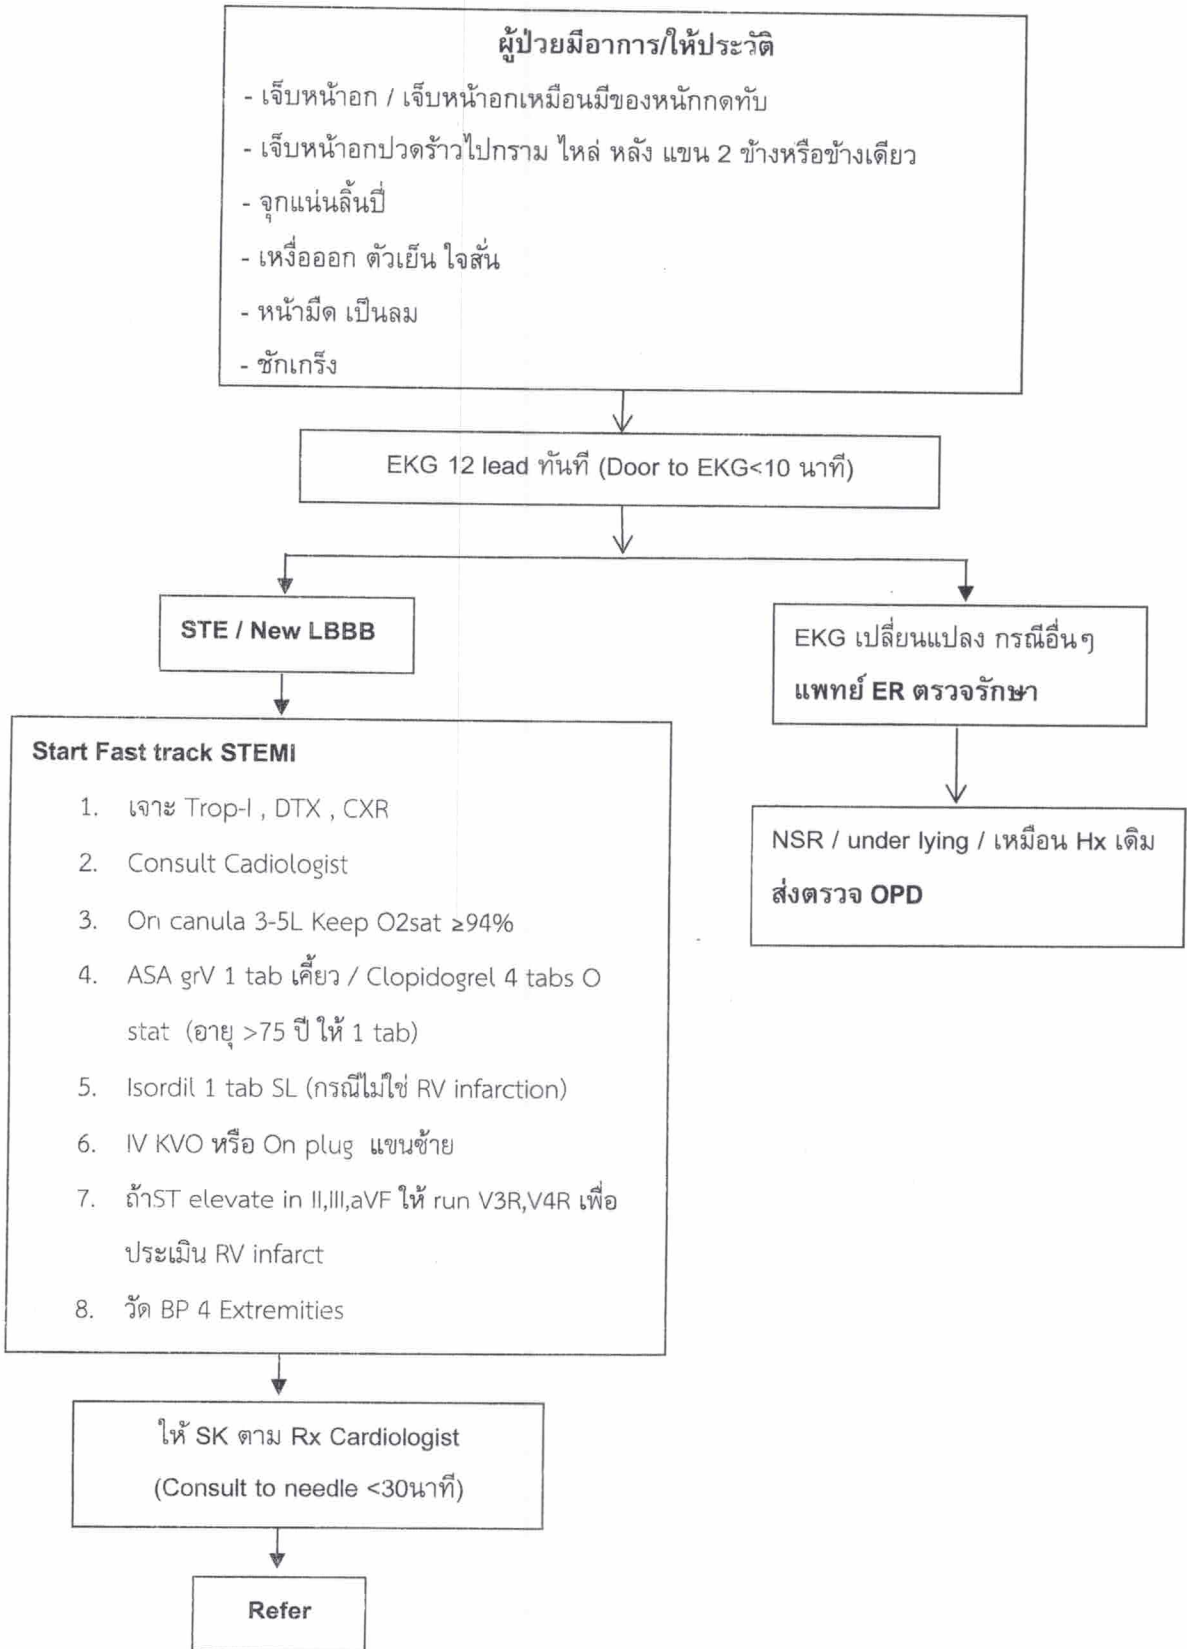 ผู้ป่วยมีอาการ/ให้ประวัติ
- เจ็บหน้าอก / เจ็บหน้าอกเหมือนมีของหนักกดทับ
- เจ็บหน้าอกปวดร้าวไปกราม ไหล่ หลัง แขน 2 ข้างหรือข้างเดียว
- จุกแน่นลิ้นปี่
- เหงื่อออก ตัวเย็น ใจสั่น
- หน้ามืด เป็นลม
- ชักเกร็ง
EKG 12 lead ทันที (Door to EKG<10 นาที)
STE / New LBBB
EKG เปลี่ยนแปลง กรณีอื่นๆ
แพทย์ ER ตรวจรักษา
Start Fast track STEMI
1. เจาะ Trop-I , DTX , CXR
2. Consult Cadiologist
3. On canula 3-5L Keep O2sat ≥94%
4. ASA grV 1 tab เคี้ยว / Clopidogrel 4 tabs O
stat (อายุ >75 ปี ให้ 1 tab)
5. Isordil 1 tab SL (กรณีไม่ใช่ RV infarction)
6. IV KVO หรือ On plug แขนซ้าย
7. ถ้าST elevate in II,III,aVF ให้ run V3R,V4R เพื่อ
ประเมิน RV infarct
8. วัด BP 4 Extremities
NSR / under lying / เหมือน Hx เดิม
ส่งตรวจ OPD
ให้ SK ตาม Rx Cardiologist
(Consult to needle <30นาที)
Refer